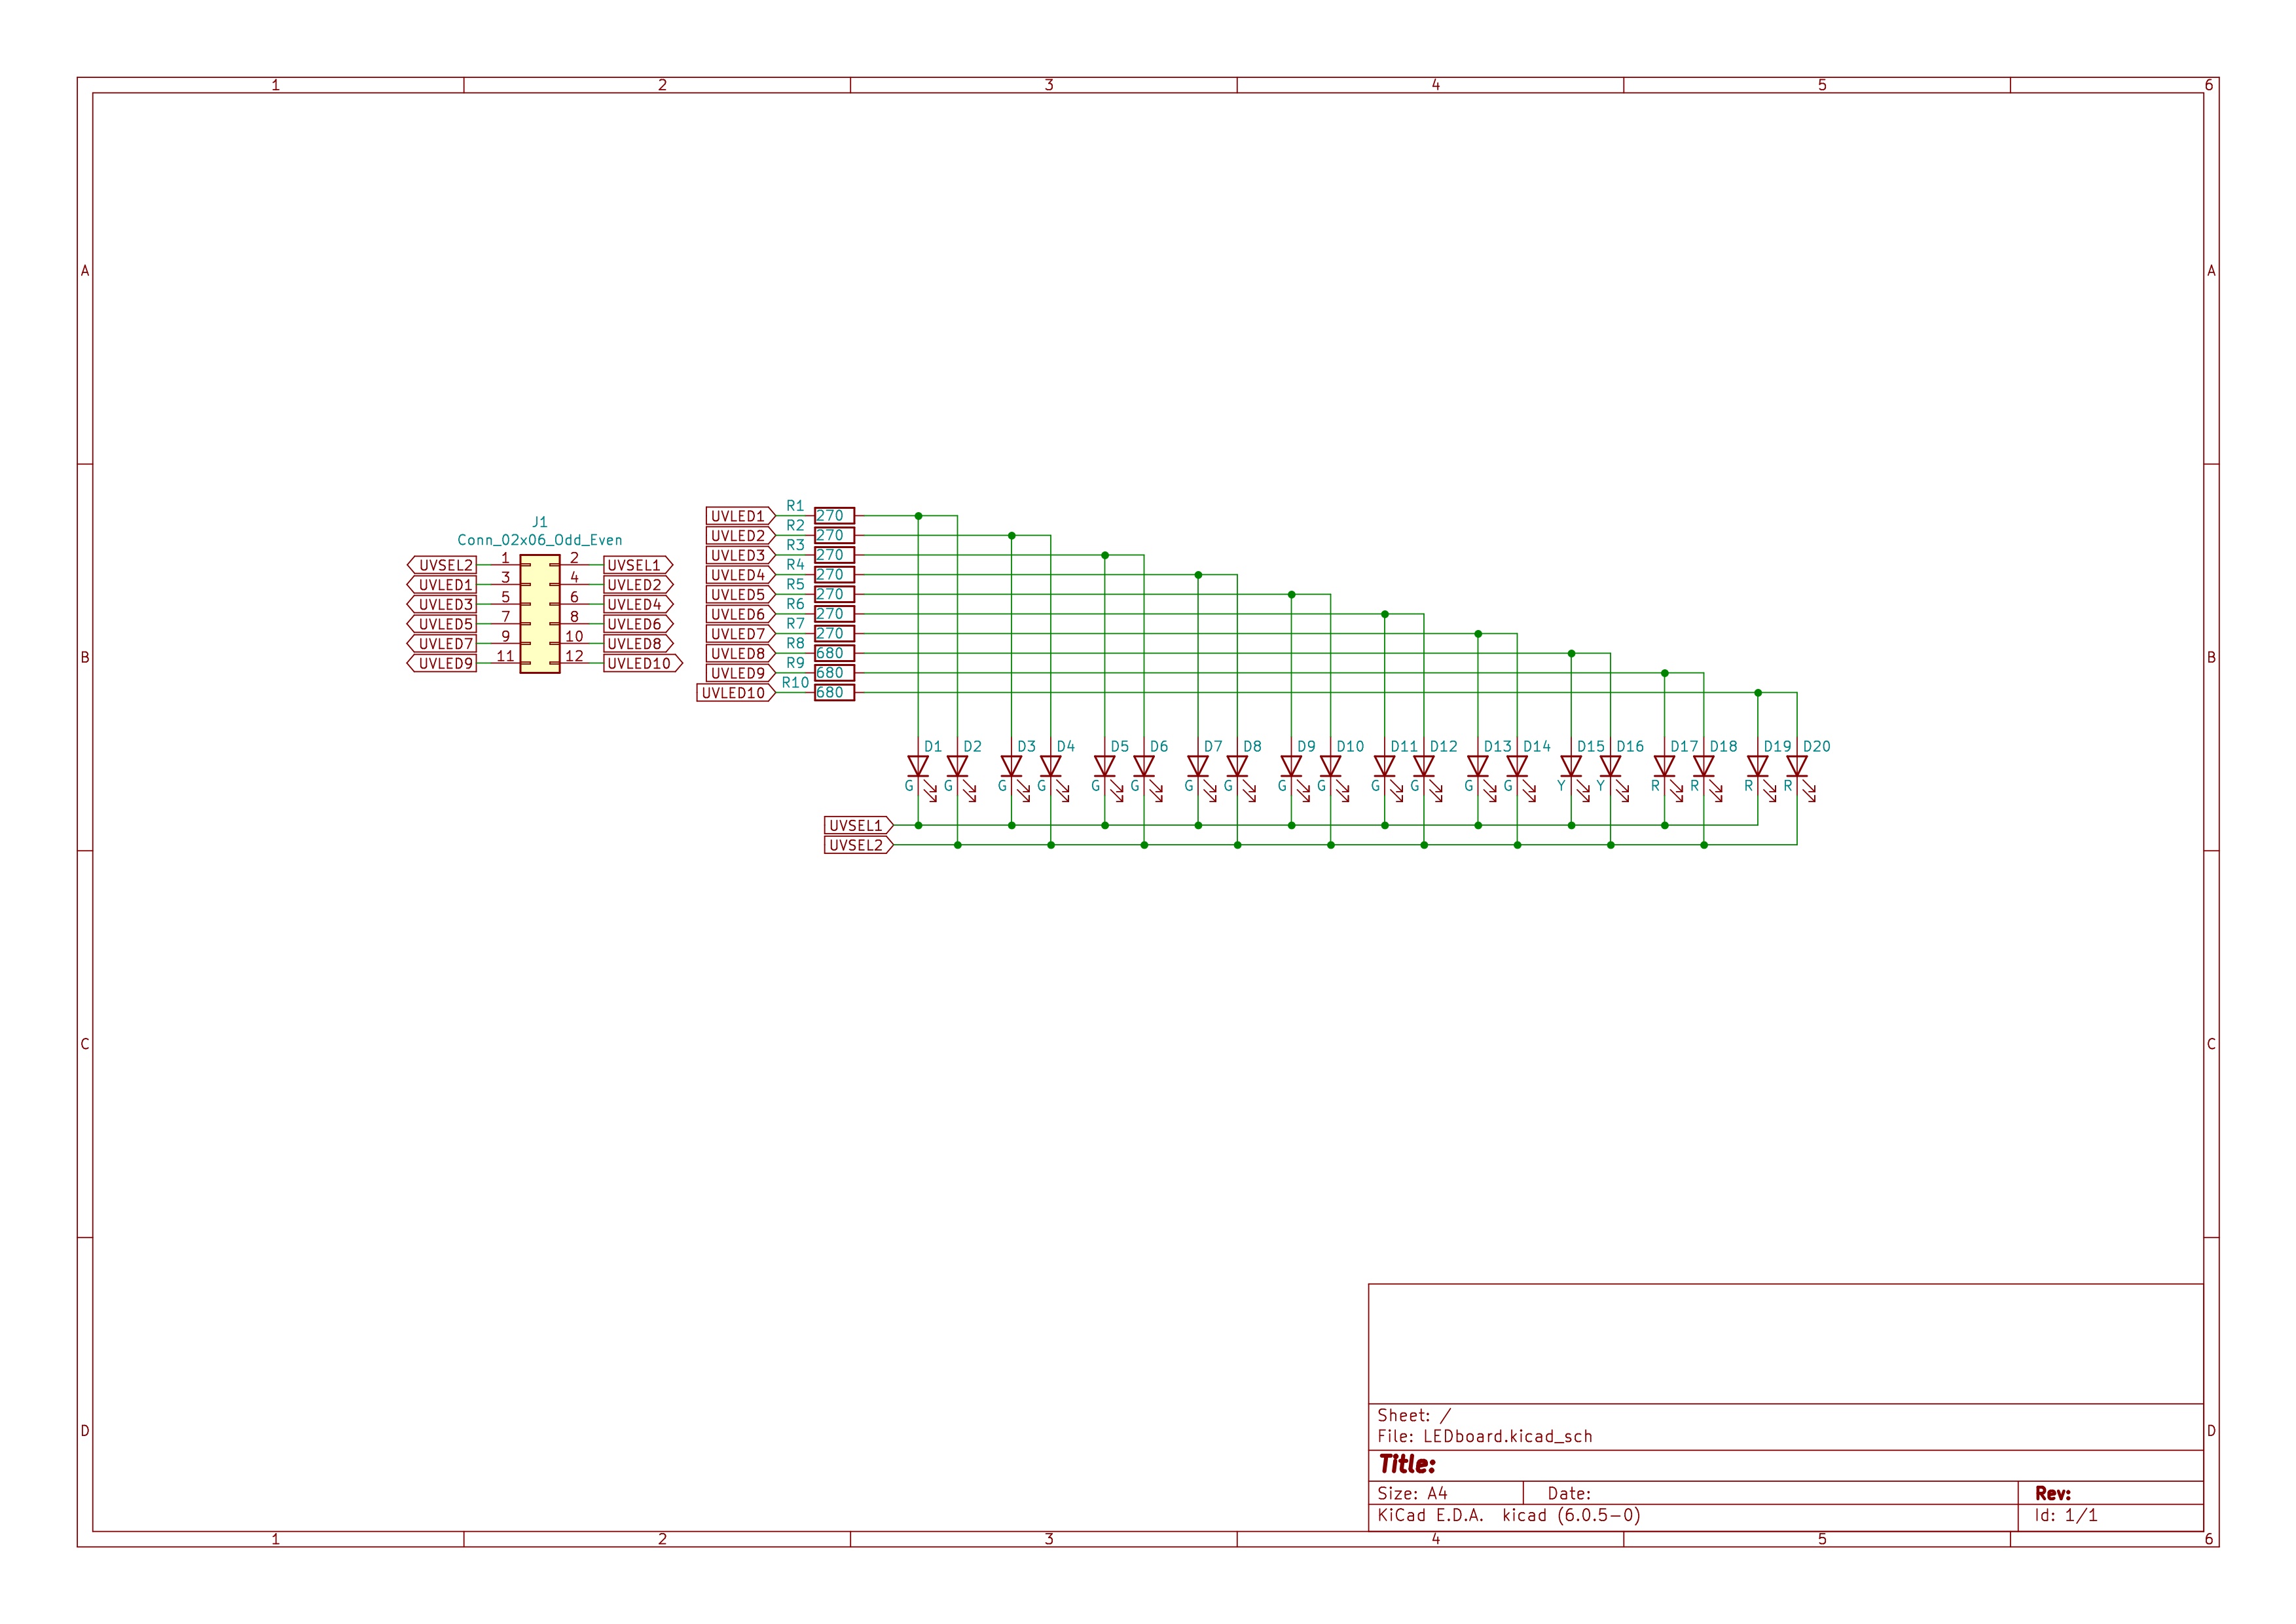 1 2 3 4 5 6
A A
B B
C C
D D
J1
Conn_02x06_Odd_Even
UVSEL2 1 2 UVSEL1
UVLED1 3 4 UVLED2
UVLED3 5 6 UVLED4
UVLED5 7 8 UVLED6
UVLED7 9 10 UVLED8
UVLED9 11 12 UVLED10
UVLED1 R1 270
UVLED2 R2 270
UVLED3 R3 270
UVLED4 R4 270
UVLED5 R5 270
UVLED6 R6 270
UVLED7 R7 270
UVLED8 R8 680
UVLED9 R9 680
UVLED10 R10 680
D1 D2 D3 D4 D5 D6 D7 D8 D9 D10 D11 D12 D13 D14 D15 D16 D17 D18 D19 D20
G G G G G G G G G G G G G G Y Y R R R R
UVSEL1
UVSEL2
Sheet: /
File: LEDboard.kicad_sch
Title:
Size: A4 Date: Rev:
KiCad E.D.A. kicad (6.0.5-0) Id: 1/1
1 2 3 4 5 6